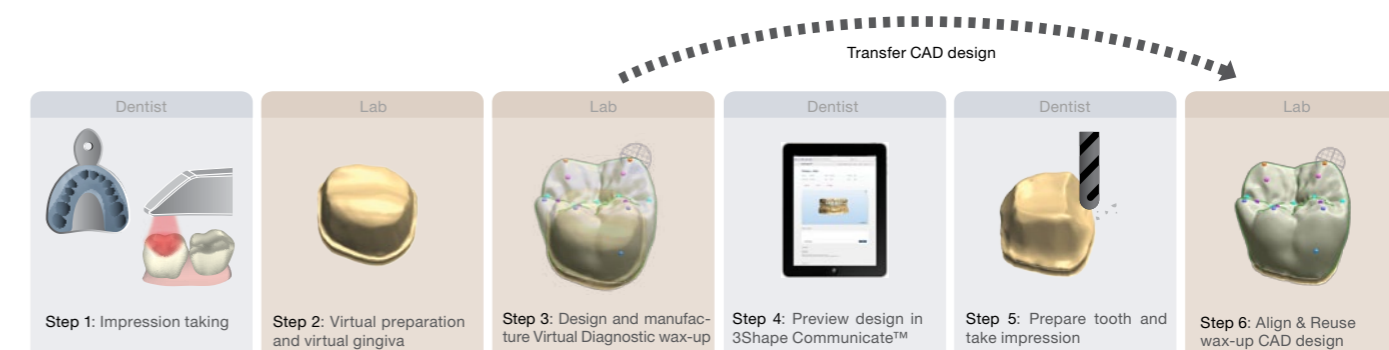 Transfer CAD design
Dentist
Lab
Lab
Dentist
Dentist
Lab
Step 1: Impression taking
Step 2: Virtual preparation
and virtual gingiva
Step 3: Design and manufac-
ture Virtual Diagnostic wax-up
Step 4: Preview design in
3Shape Communicate™
Step 5: Prepare tooth and
take impression
Step 6: Align & Reuse
wax-up CAD design